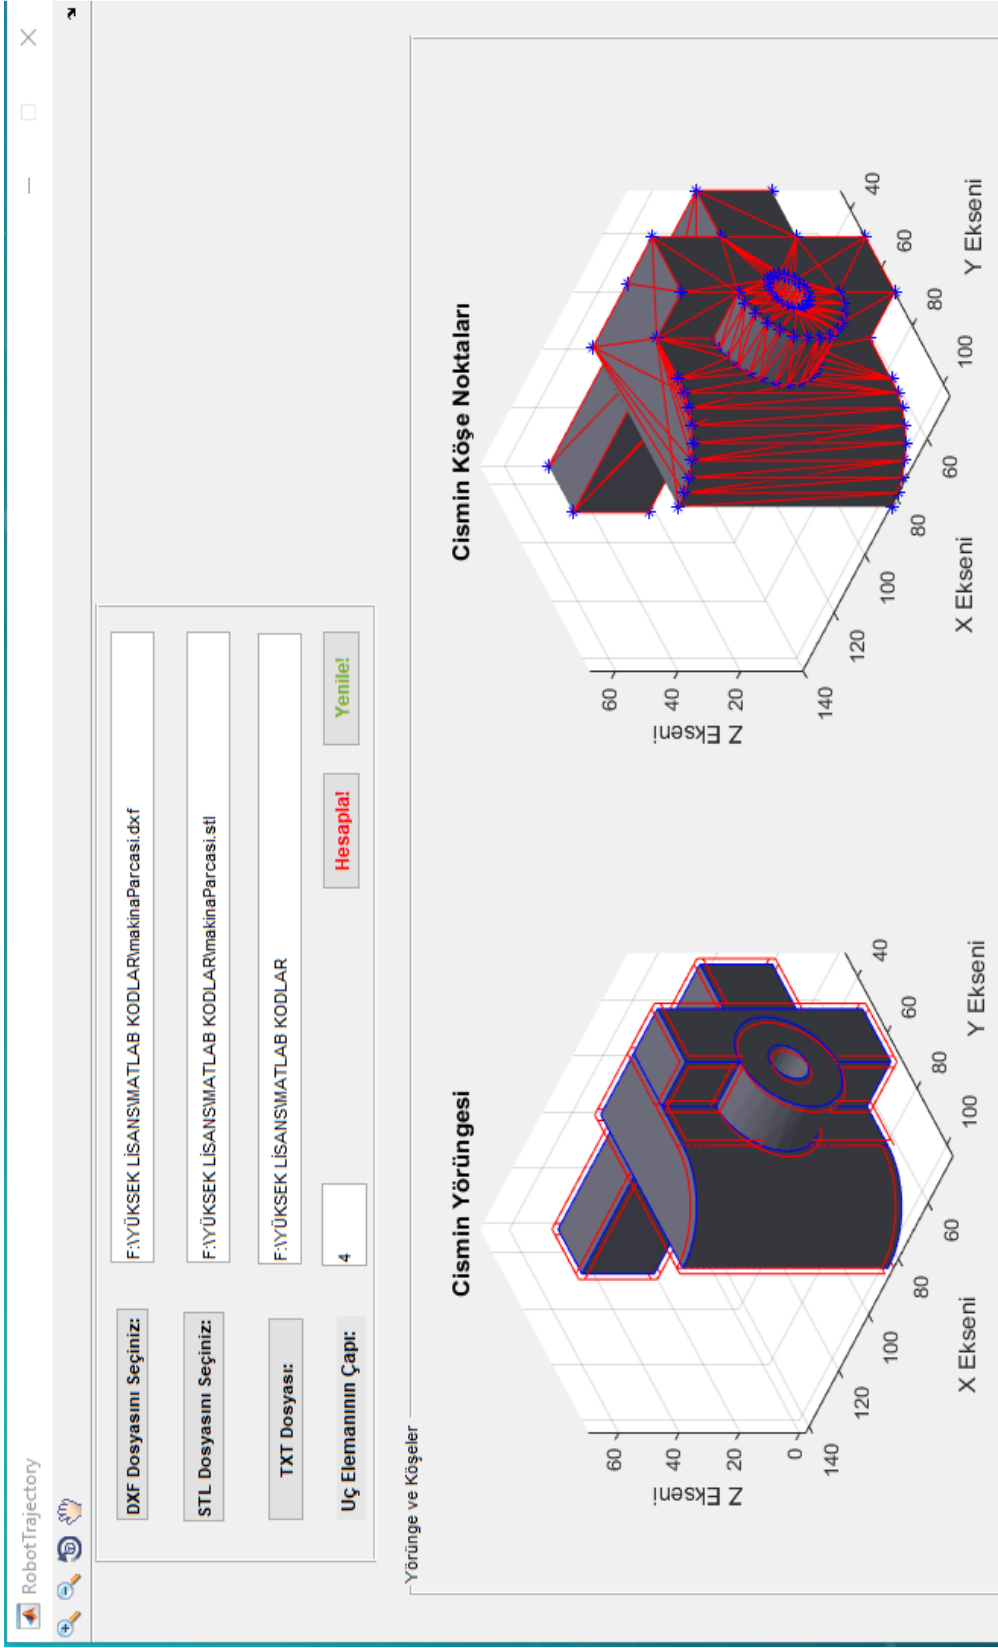 RobotTrajectory
DXF Dosyasını Seçiniz:
F:\YÜKSEK LİSANS\MATLAB KODLAR\makinaParcasi.dxf
STL Dosyasını Seçiniz:
F:\YÜKSEK LİSANS\MATLAB KODLAR\makinaParcasi.stl
TXT Dosyası:
F:\YÜKSEK LİSANS\MATLAB KODLAR
Uç Elemanının Çapı:
4
Hesapla!
Yenile!
Yörünge ve Köşeler
Cismin Yörüngesi
60
40
20
0
Z Ekseni
140
120
100
80
60
X Ekseni
100
80
60
40
Y Ekseni
Cismin Köşe Noktaları
60
40
20
Z Ekseni
140
120
100
80
60
X Ekseni
100
80
60
40
Y Ekseni